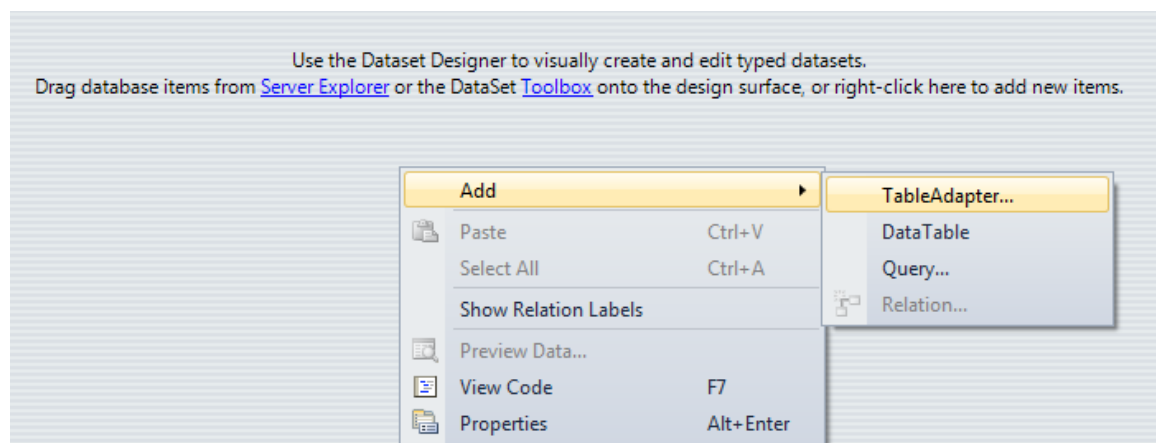 Use the Dataset Designer to visually create and edit typed datasets.
Drag database items from Server Explorer or the DataSet Toolbox onto the design surface, or right-click here to add new items.
Add
TableAdapter...
Paste Ctrl+V
DataTable
Select All Ctrl+A
Query...
Show Relation Labels
Relation...
Preview Data...
View Code F7
Properties Alt+Enter